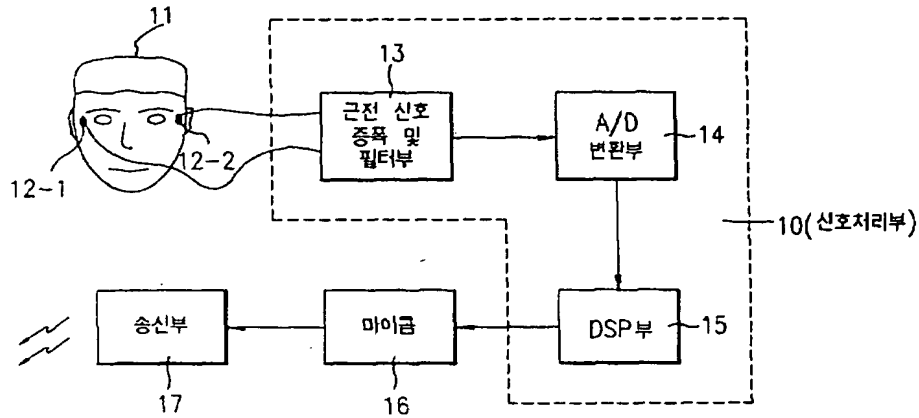 11
13
근전 신호
증폭 및
필터부
A/D
변환부
14
12-2
12-1
10(신호처리부)
송신부
마이금
DSP부
15
17
16